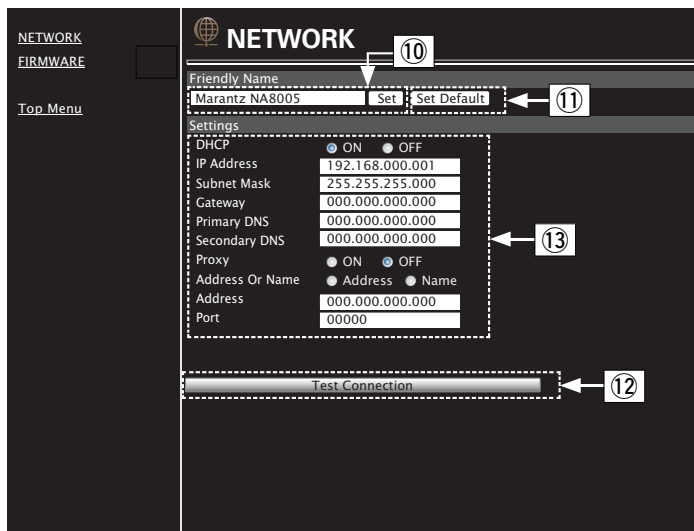 NETWORK
FIRMWARE
Top Menu
NETWORK
⑩
Friendly Name
Marantz NA8005 Set Set Default ⑪
Settings
DHCP ON OFF
IP Address 192.168.000.001
Subnet Mask 255.255.255.000
Gateway 000.000.000.000
Primary DNS 000.000.000.000
Secondary DNS 000.000.000.000 ⑬
Proxy ON OFF
Address Or Name Address Name
Address 000.000.000.000
Port 00000
Test Connection ⑫